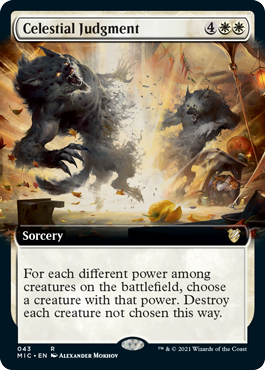 Celestial Judgment 4
Sorcery
For each different power among
creatures on the battlefield, choose
a creature with that power. Destroy
each creature not chosen this way.
043 R
MIC • EN ALEXANDER MOKHOV
™ & © 2021 Wizards of the Coast